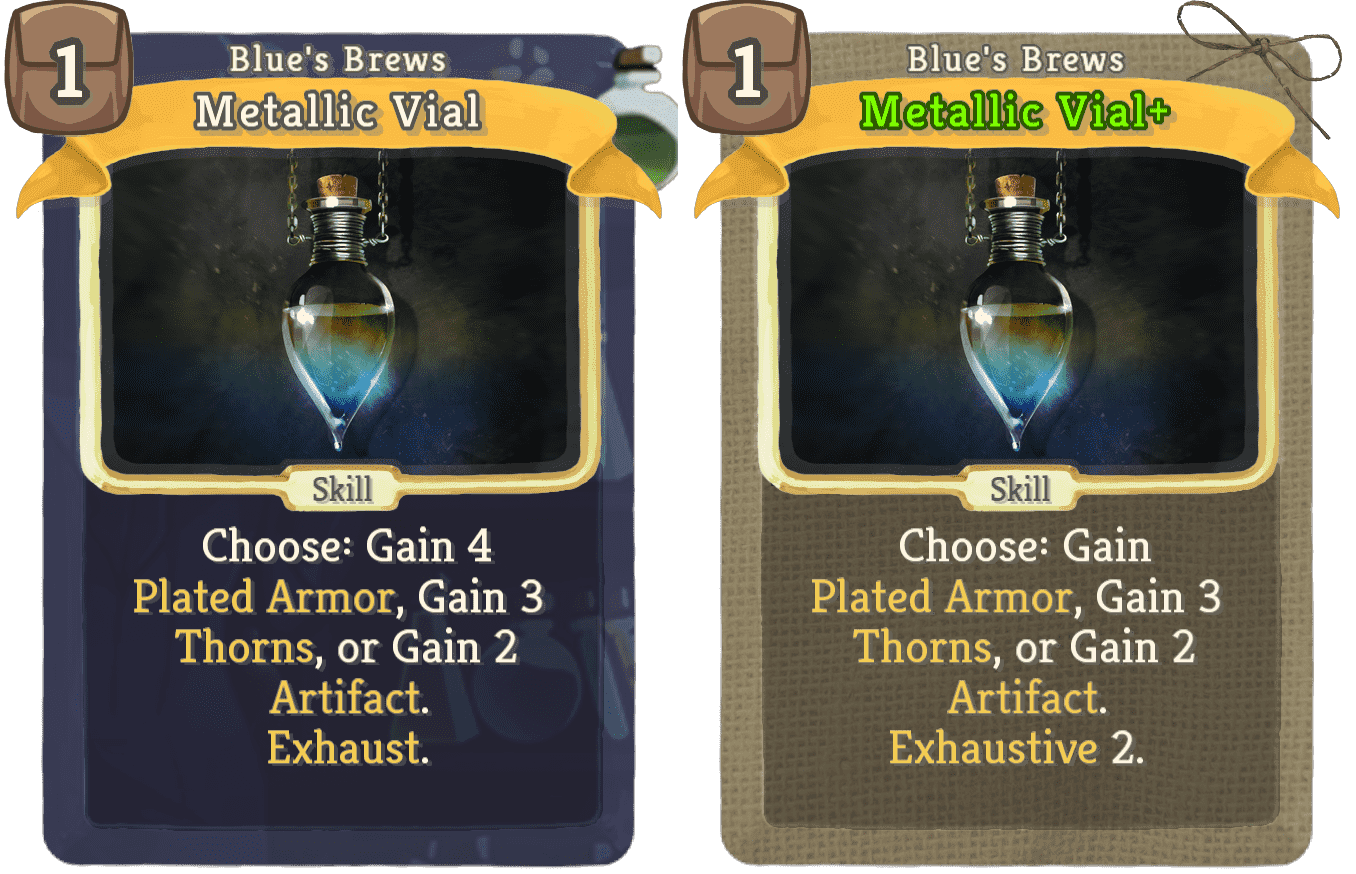 1
Blue's Brews
Metallic Vial
Skill
Choose: Gain 4
Plated Armor, Gain 3
Thorns, or Gain 2
Artifact.
Exhaust.
1
Blue's Brews
Metallic Vial+
Skill
Choose: Gain
Plated Armor, Gain 3
Thorns, or Gain 2
Artifact.
Exhaustive 2.